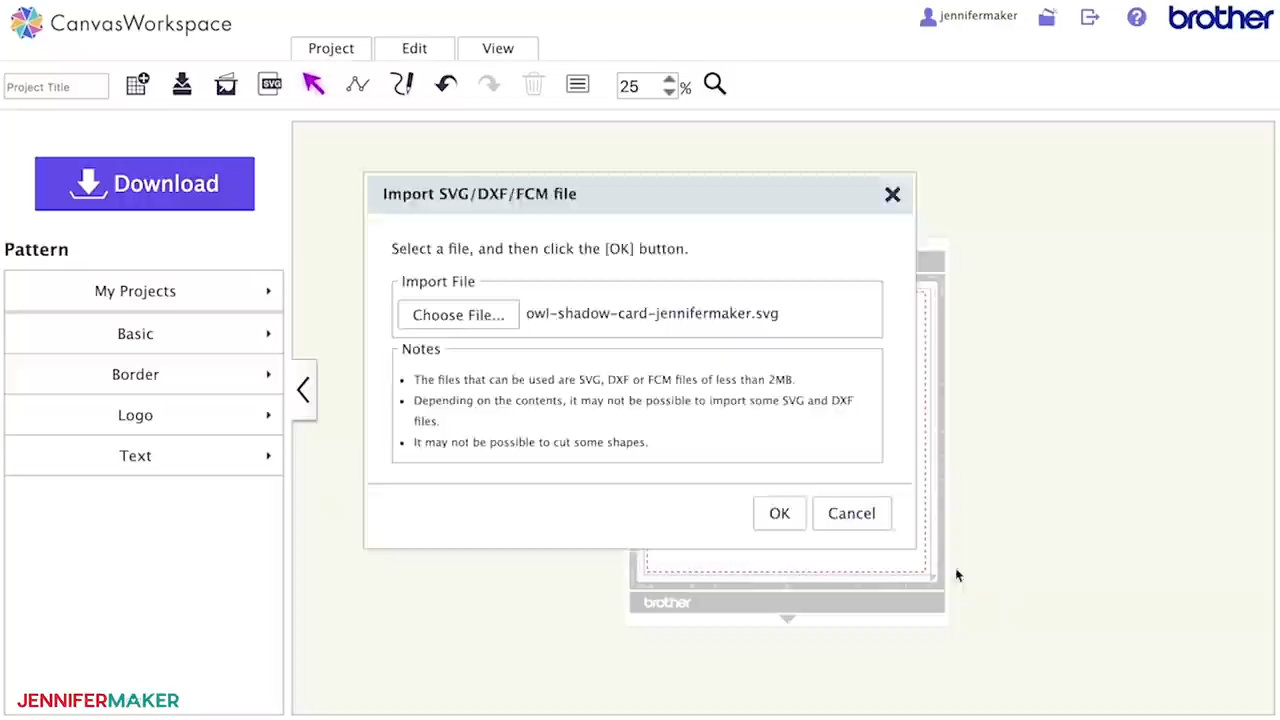 CanvasWorkspace
jennifermaker
brother
Project
Edit
View
Project Title
SVG
25
%
Download
Pattern
My Projects
Basic
Border
Logo
Text
Import SVG/DXF/FCM file
Select a file, and then click the [OK] button.
Import File
Choose File...
owl-shadow-card-jennifermaker.svg
Notes
• The files that can be used are SVG, DXF or FCM files of less than 2MB.
• Depending on the contents, it may not be possible to import some SVG and DXF
files.
• It may not be possible to cut some shapes.
OK
Cancel
brother
JENNIFERMAKER